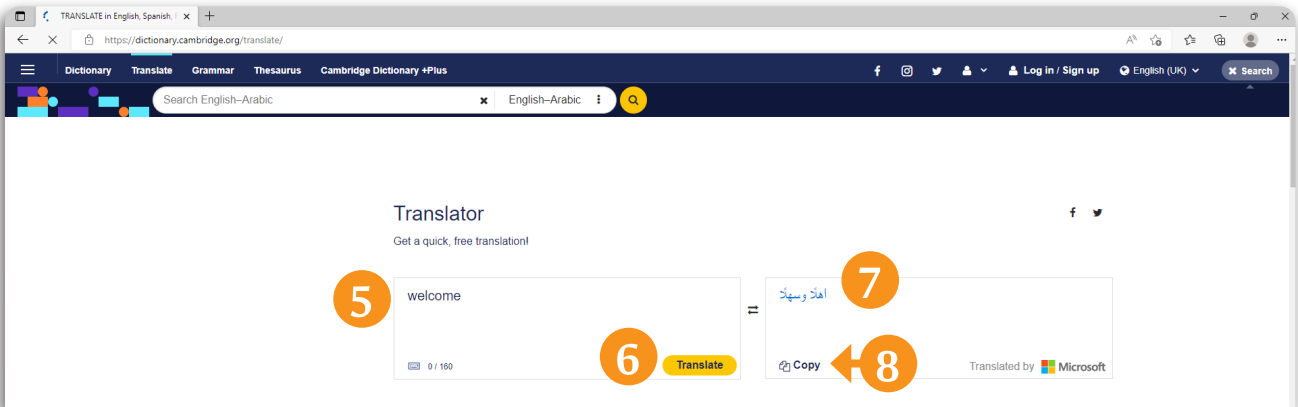 TRANSLATE in English, Spanish,
https://dictionary.cambridge.org/translate/
Dictionary Translate Grammar Thesaurus Cambridge Dictionary +Plus Log in / Sign up English (UK) Search
Search English–Arabic English–Arabic
Translator
Get a quick, free translation!
5 welcome
اهلًا وسهلًا 7
0 / 160 6 Translate
Copy 8 Translated by Microsoft